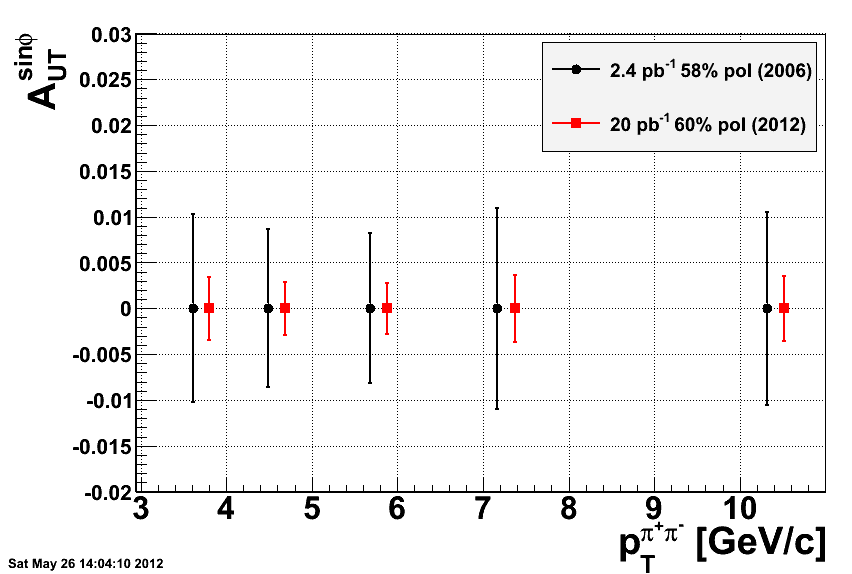 A_UT^sinϕ
0.03
0.025
0.02
0.015
0.01
0.005
0
-0.005
-0.01
-0.015
-0.02
2.4 pb⁻¹ 58% pol (2006)
20 pb⁻¹ 60% pol (2012)
3 4 5 6 7 8 9 10
p_T^π⁺π⁻ [GeV/c]
Sat May 26 14:04:10 2012